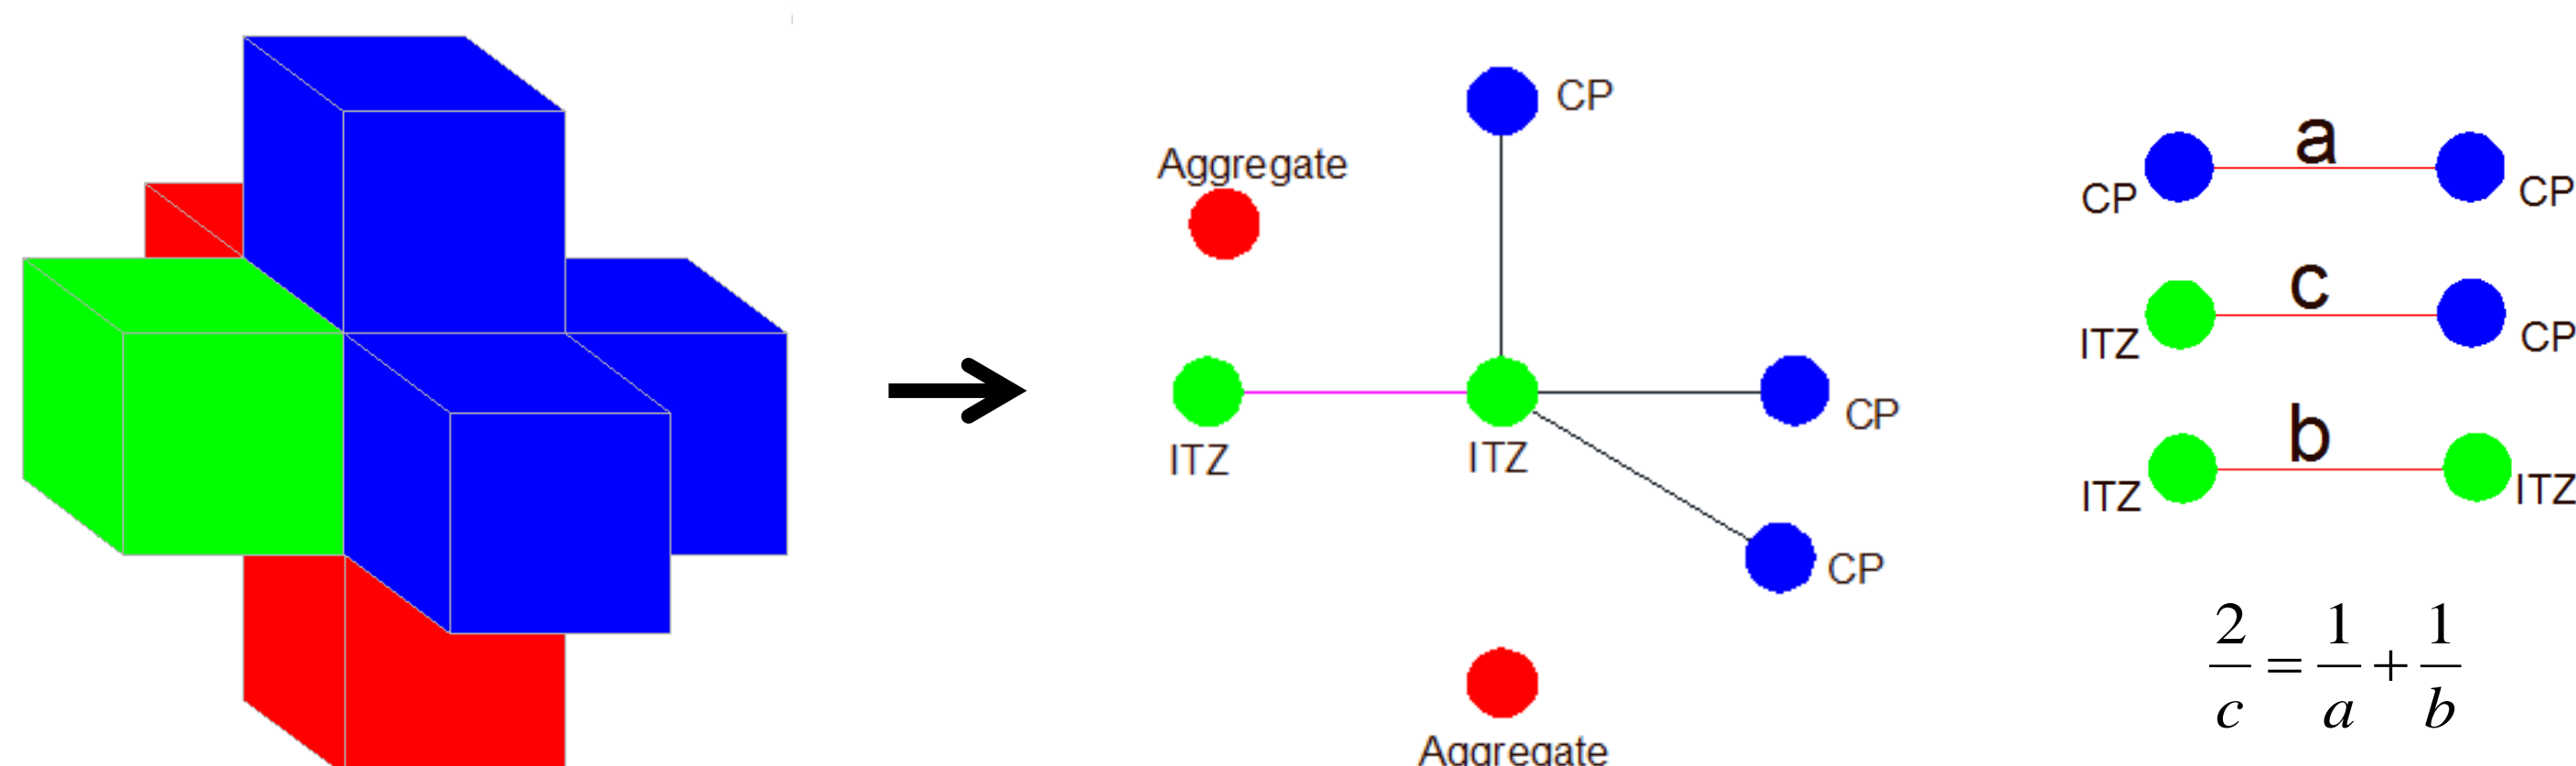 CP
Aggregate
ITZ
ITZ
CP
CP
Aggregate
CP a CP
ITZ c CP
ITZ b ITZ
2/c = 1/a + 1/b